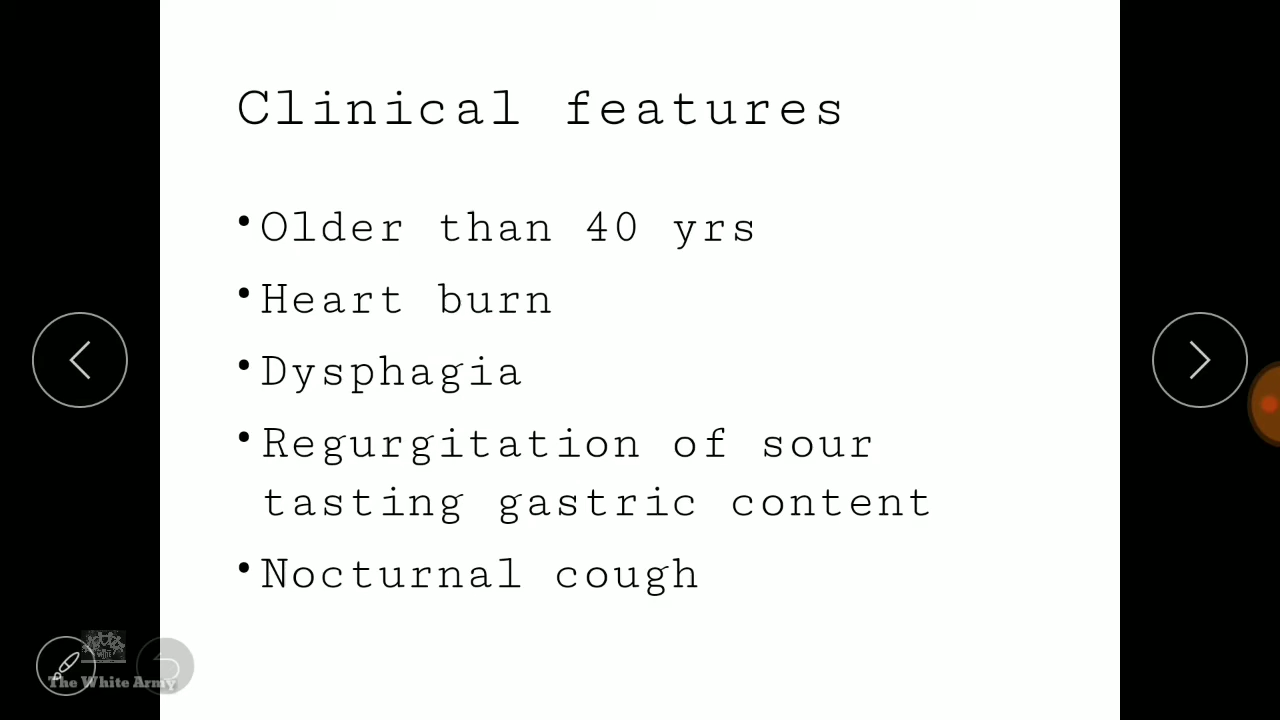 Clinical features
• Older than 40 yrs
• Heart burn
• Dysphagia
• Regurgitation of sour
tasting gastric content
• Nocturnal cough
The White Army